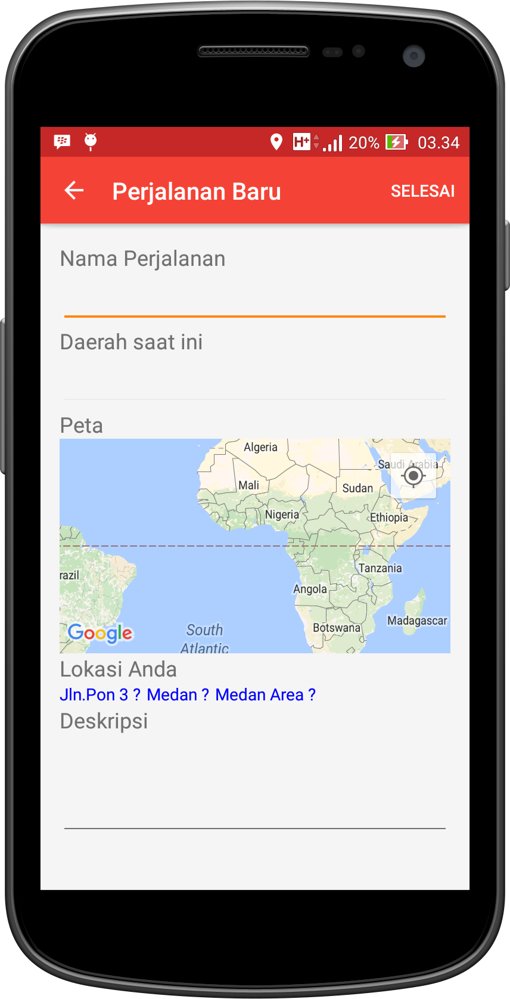 H+ 20% 03.34
Perjalanan Baru SELESAI
Nama Perjalanan
Daerah saat ini
Peta
Algeria
Saudi Arabia
Mali
Sudan
Nigeria
Ethiopia
Tanzania
razil
Angola
Madagascar
Botswana
South
Atlantic
Google
Lokasi Anda
Jln.Pon 3 ? Medan ? Medan Area ?
Deskripsi